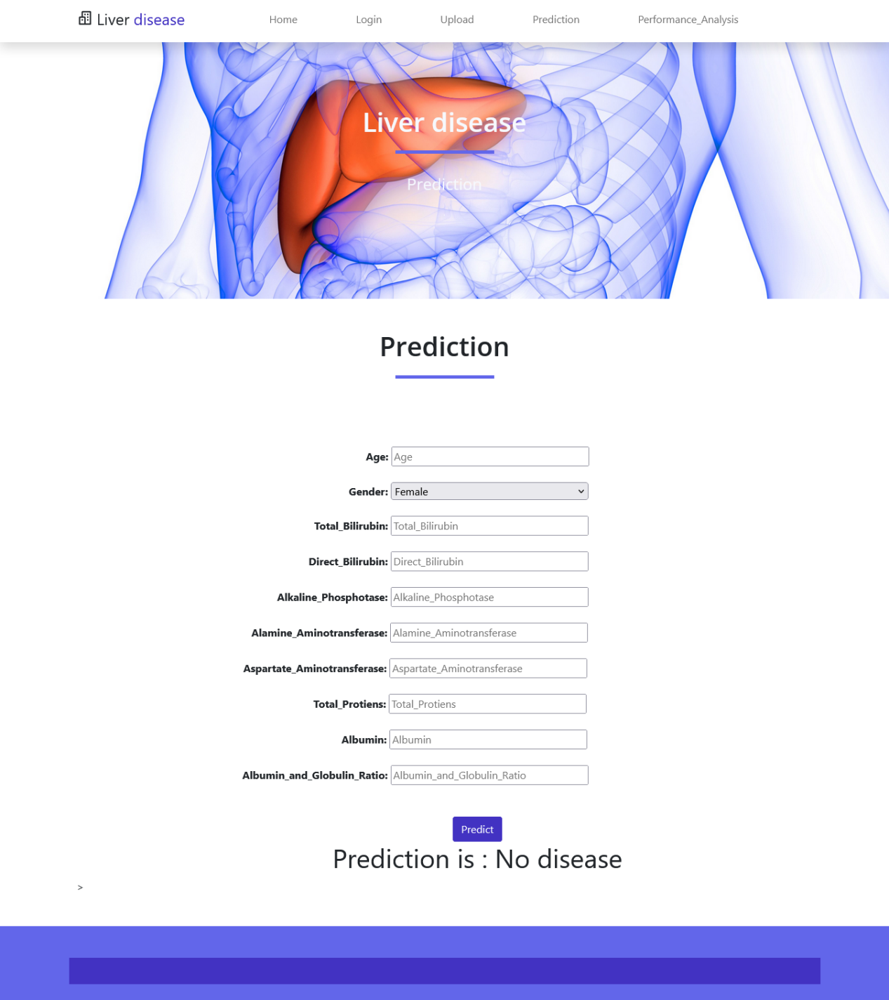 Liver disease Home Login Upload Prediction Performance_Analysis
Liver disease
Prediction
Prediction
Age: Age
Gender: Female
Total_Bilirubin: Total_Bilirubin
Direct_Bilirubin: Direct_Bilirubin
Alkaline_Phosphotase: Alkaline_Phosphotase
Alamine_Aminotransferase: Alamine_Aminotransferase
Aspartate_Aminotransferase: Aspartate_Aminotransferase
Total_Protiens: Total_Protiens
Albumin: Albumin
Albumin_and_Globulin_Ratio: Albumin_and_Globulin_Ratio
Predict
Prediction is : No disease
>